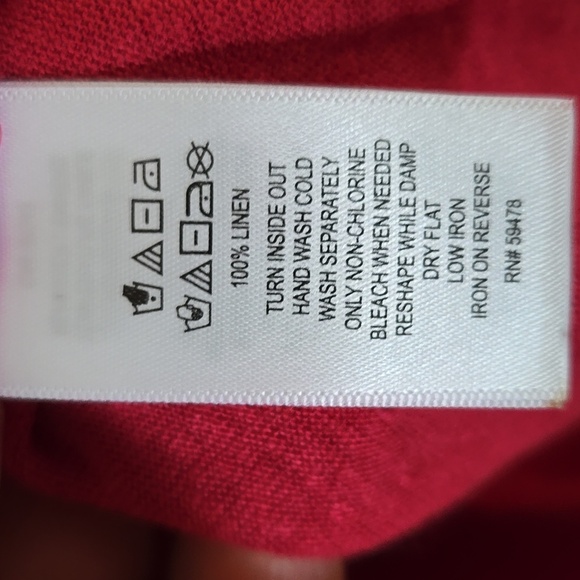 100% LINEN
TURN INSIDE OUT
HAND WASH COLD
WASH SEPARATELY
ONLY NON-CHLORINE
BLEACH WHEN NEEDED
RESHAPE WHILE DAMP
DRY FLAT
LOW IRON
IRON ON REVERSE
RN# 59478